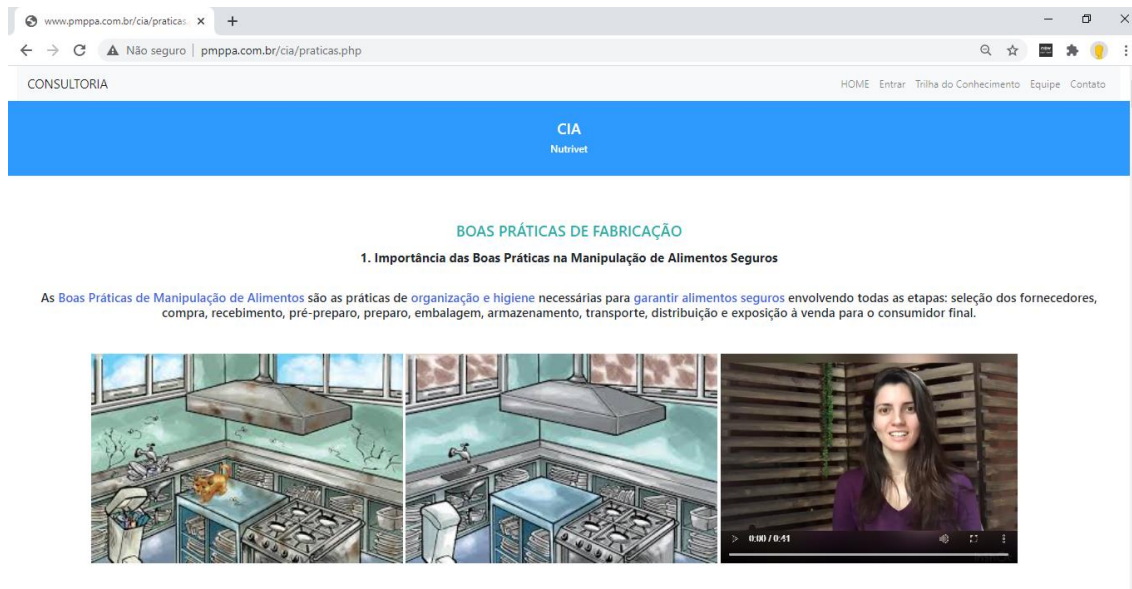 www.pmppa.com.br/cia/praticas
Não seguro | pmppa.com.br/cia/praticas.php
CONSULTORIA
HOME Entrar Trilha do Conhecimento Equipe Contato
CIA
Nutrivet
BOAS PRÁTICAS DE FABRICAÇÃO
1. Importância das Boas Práticas na Manipulação de Alimentos Seguros
As Boas Práticas de Manipulação de Alimentos são as práticas de organização e higiene necessárias para garantir alimentos seguros envolvendo todas as etapas: seleção dos fornecedores,
compra, recebimento, pré-preparo, preparo, embalagem, armazenamento, transporte, distribuição e exposição à venda para o consumidor final.
0:00 / 0:41